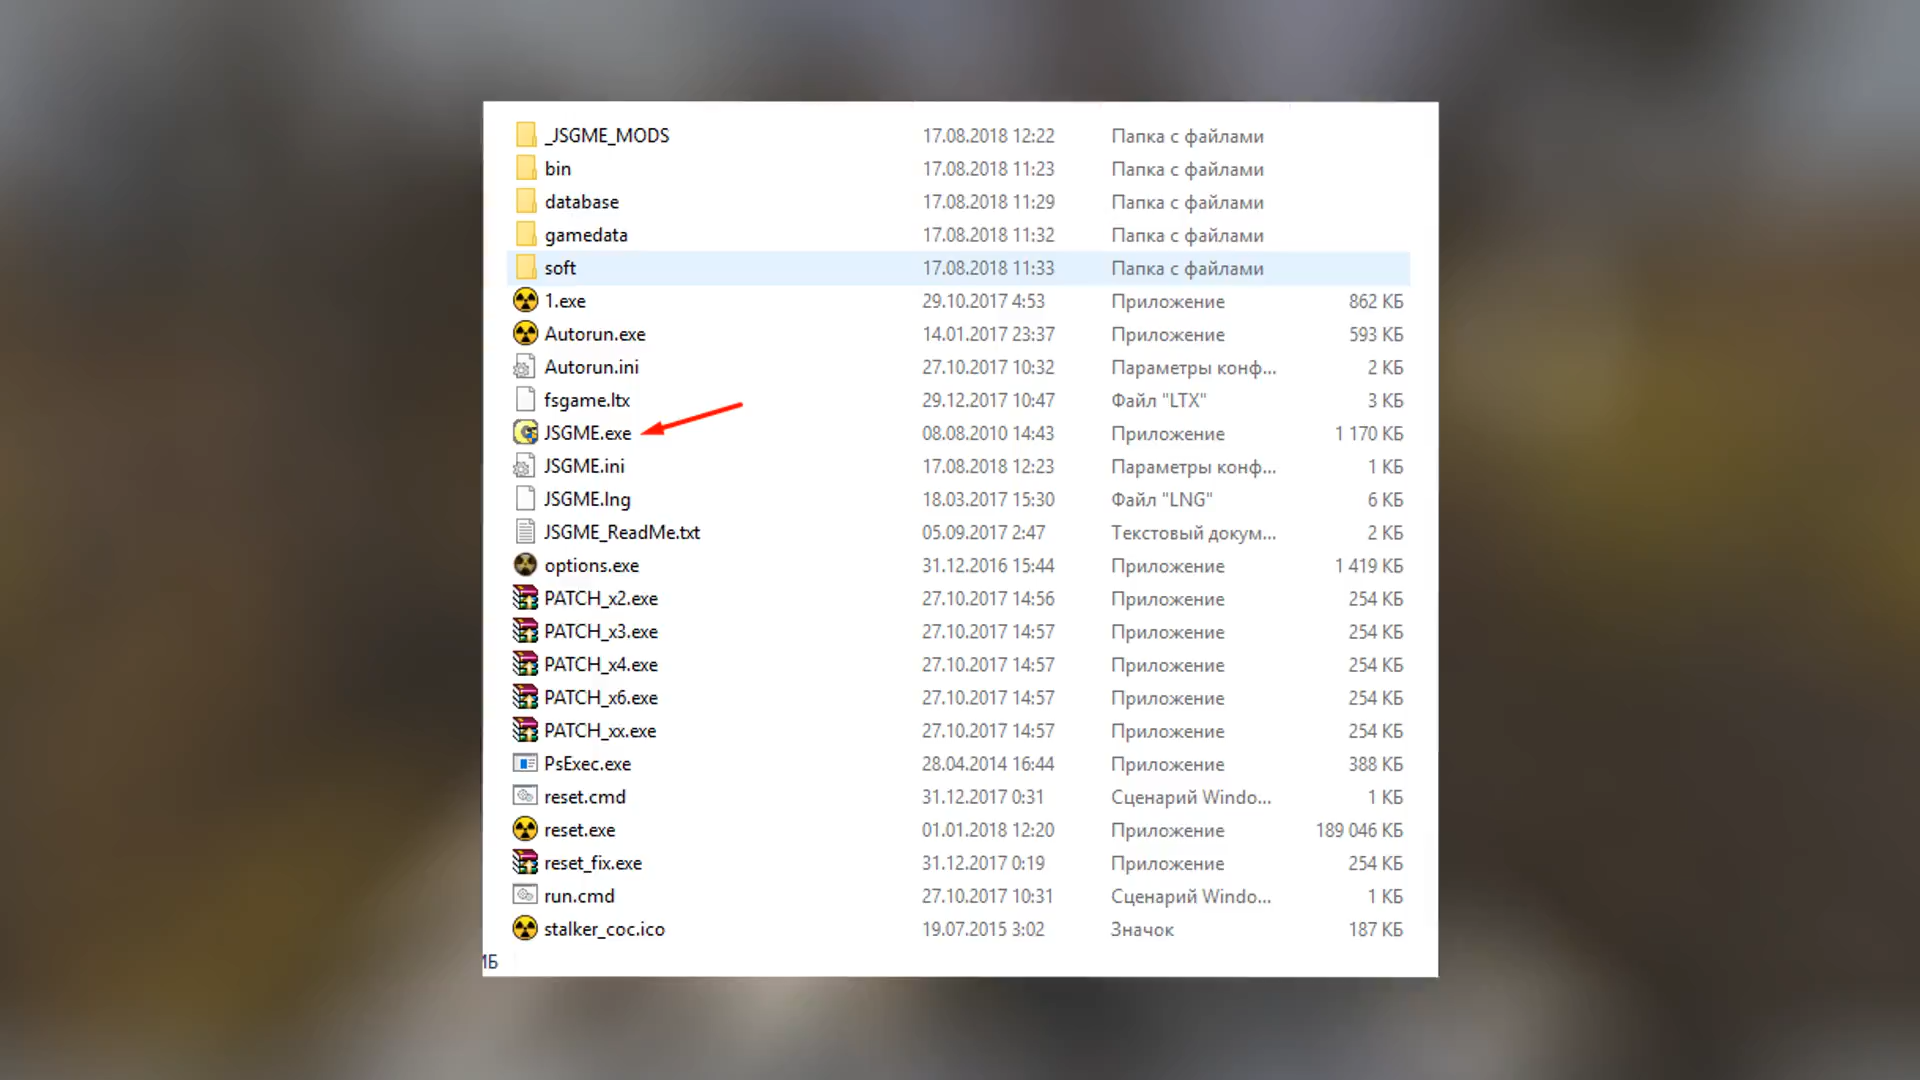 _JSGME_MODS 17.08.2018 12:22 Папка с файлами
bin 17.08.2018 11:23 Папка с файлами
database 17.08.2018 11:29 Папка с файлами
gamedata 17.08.2018 11:32 Папка с файлами
soft 17.08.2018 11:33 Папка с файлами
1.exe 29.10.2017 4:53 Приложение 862 КБ
Autorun.exe 14.01.2017 23:37 Приложение 593 КБ
Autorun.ini 27.10.2017 10:32 Параметры конф... 2 КБ
fsgame.ltx 29.12.2017 10:47 Файл "LTX" 3 КБ
JSGME.exe 08.08.2010 14:43 Приложение 1 170 КБ
JSGME.ini 17.08.2018 12:23 Параметры конф... 1 КБ
JSGME.lng 18.03.2017 15:30 Файл "LNG" 6 КБ
JSGME_ReadMe.txt 05.09.2017 2:47 Текстовый докум... 2 КБ
options.exe 31.12.2016 15:44 Приложение 1 419 КБ
PATCH_x2.exe 27.10.2017 14:56 Приложение 254 КБ
PATCH_x3.exe 27.10.2017 14:57 Приложение 254 КБ
PATCH_x4.exe 27.10.2017 14:57 Приложение 254 КБ
PATCH_x6.exe 27.10.2017 14:57 Приложение 254 КБ
PATCH_xx.exe 27.10.2017 14:57 Приложение 254 КБ
PsExec.exe 28.04.2014 16:44 Приложение 388 КБ
reset.cmd 31.12.2017 0:31 Сценарий Windo... 1 КБ
reset.exe 01.01.2018 12:20 Приложение 189 046 КБ
reset_fix.exe 31.12.2017 0:19 Приложение 254 КБ
run.cmd 27.10.2017 10:31 Сценарий Windo... 1 КБ
stalker_coc.ico 19.07.2015 3:02 Значок 187 КБ